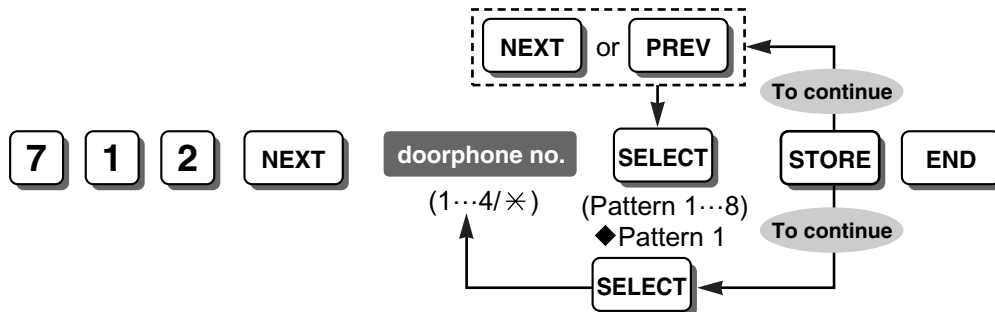 NEXT or PREV
To continue
7 1 2 NEXT doorphone no. SELECT STORE END
(1···4/✳) (Pattern 1···8)
◆Pattern 1
To continue
SELECT